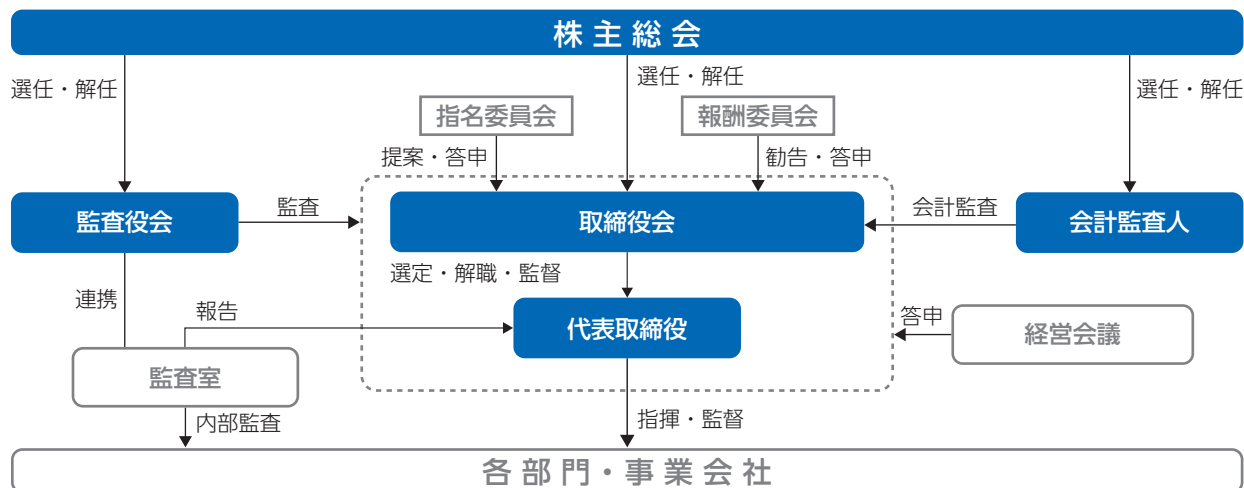 株主総会
選任・解任
選任・解任
選任・解任
指名委員会
報酬委員会
提案・答申
勧告・答申
監査役会
監査
取締役会
会計監査
会計監査人
選定・解職・監督
連携
報告
代表取締役
答申
経営会議
監査室
内部監査
指揮・監督
各部門・事業会社